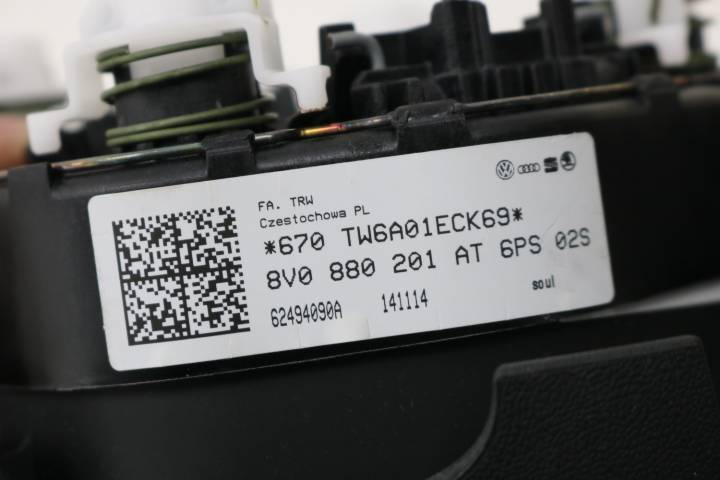 FA. TRW
Czestochowa PL
*670 TW6A01ECK69*
8V0 880 201 AT 6PS 02S
62494090A 141114
soul